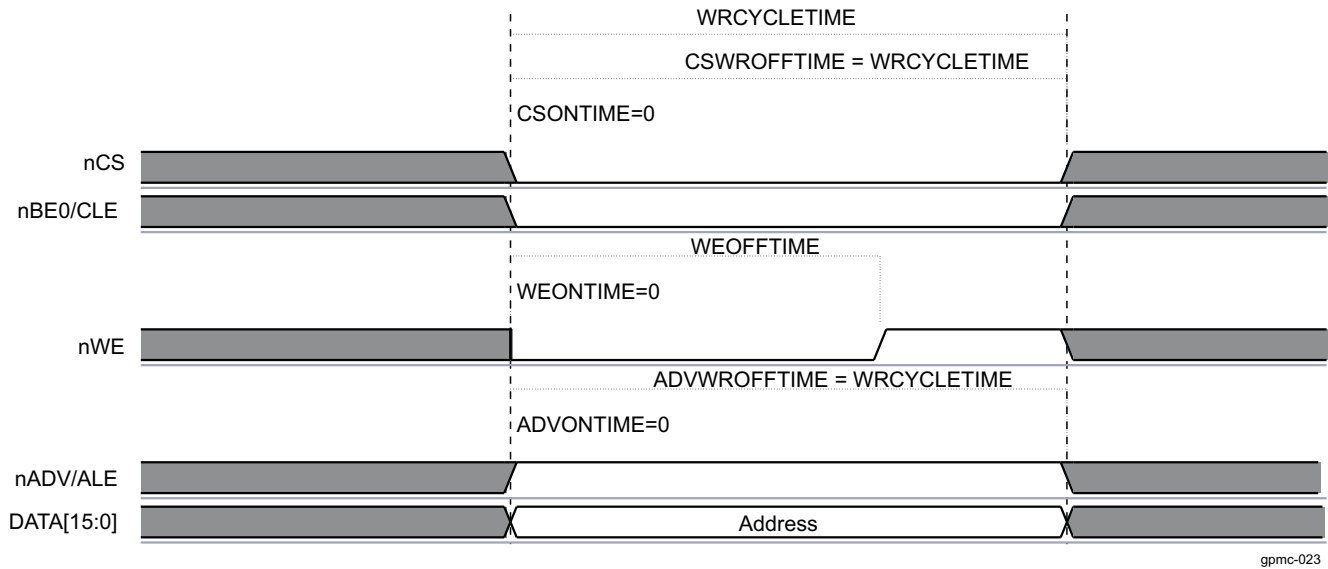 WRCYCLETIME
CSWROFFTIME = WRCYCLETIME
CSONTIME=0
nCS
nBE0/CLE
WEOFFTIME
WEONTIME=0
nWE
ADVWROFFTIME = WRCYCLETIME
ADVONTIME=0
nADV/ALE
DATA[15:0] Address
gpmc-023